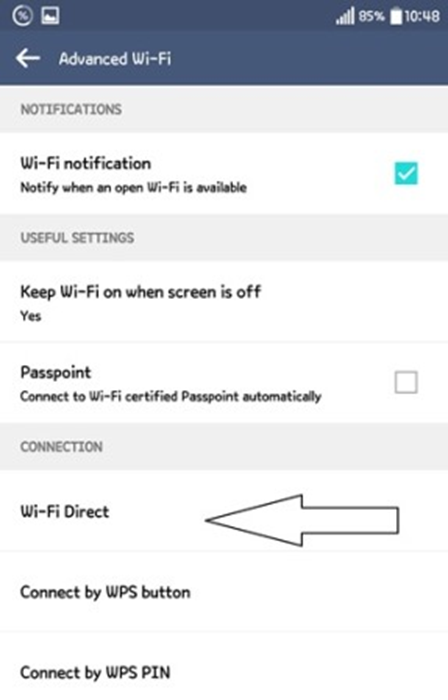 85% 10:48
Advanced Wi-Fi
NOTIFICATIONS
Wi-Fi notification
Notify when an open Wi-Fi is available
USEFUL SETTINGS
Keep Wi-Fi on when screen is off
Yes
Passpoint
Connect to Wi-Fi certified Passpoint automatically
CONNECTION
Wi-Fi Direct
Connect by WPS button
Connect by WPS PIN